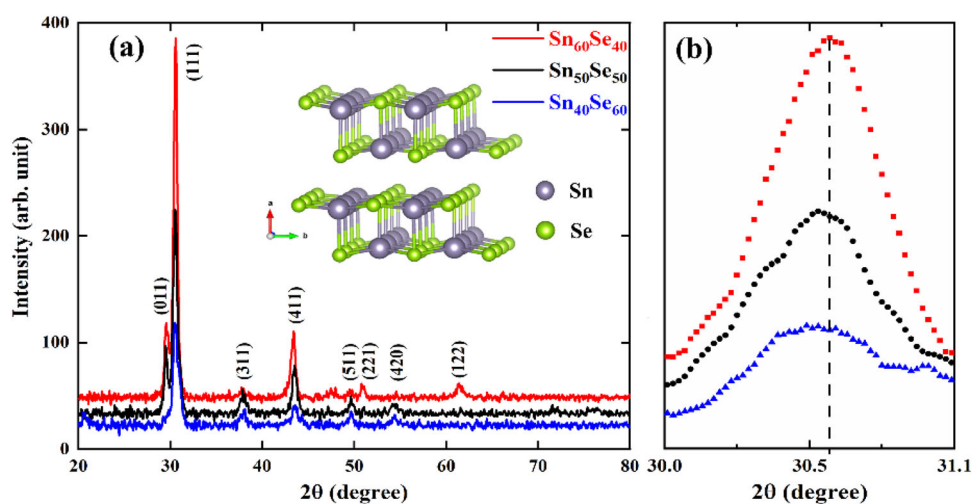 (a)
Sn₆₀Se₄₀
Sn₅₀Se₅₀
Sn₄₀Se₆₀
(011)
(111)
(311)
(411)
(511)
(221)
(420)
(122)
a
b
Sn
Se
Intensity (arb. unit)
400
300
200
100
0
20
30
40
50
60
70
80
2θ (degree)
(b)
30.0
30.5
31.1
2θ (degree)